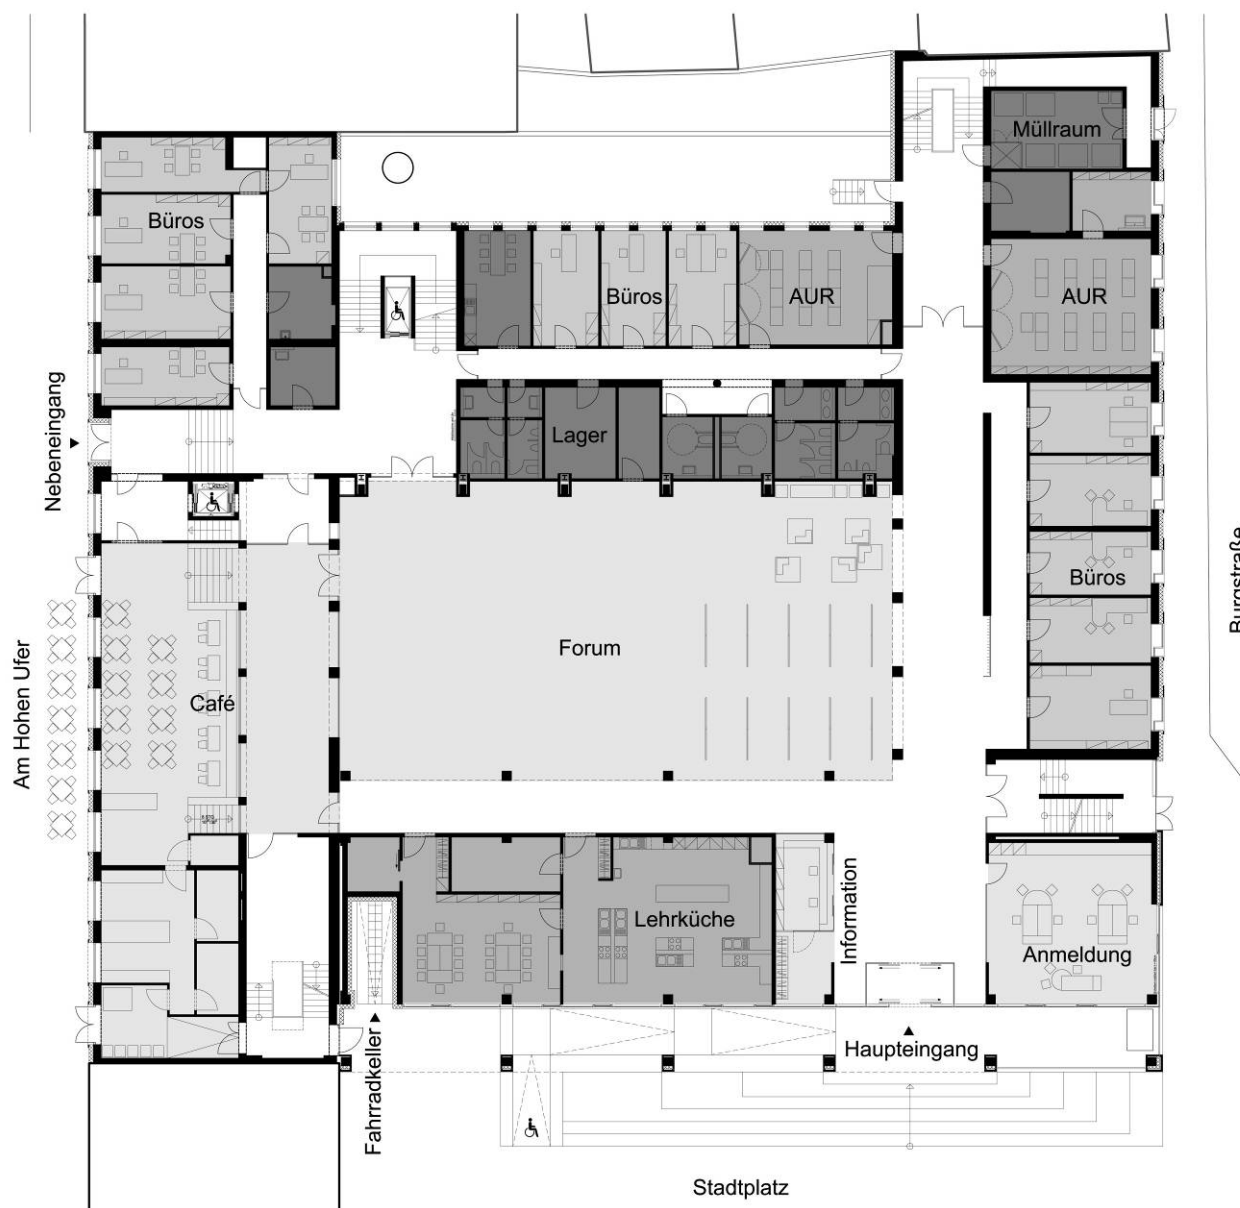 Müllraum
Büros
Büros
AUR
AUR
Nebeneingang
Lager
Burgstraße
Büros
Forum
Am Hohen Ufer
Café
Lehrküche
Information
Anmeldung
Haupteingang
Fahrradkeller
Stadtplatz